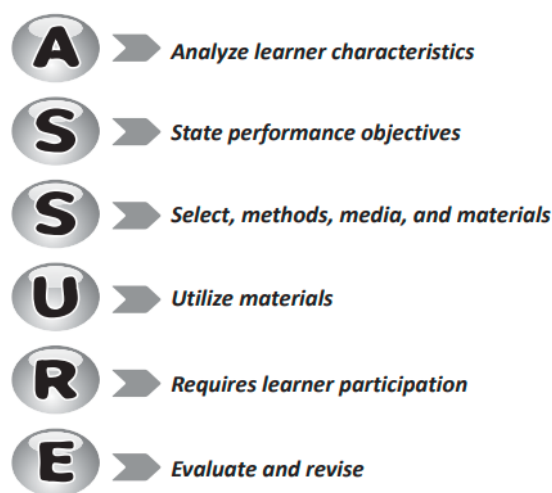 A Analyze learner characteristics
S State performance objectives
S Select, methods, media, and materials
U Utilize materials
R Requires learner participation
E Evaluate and revise